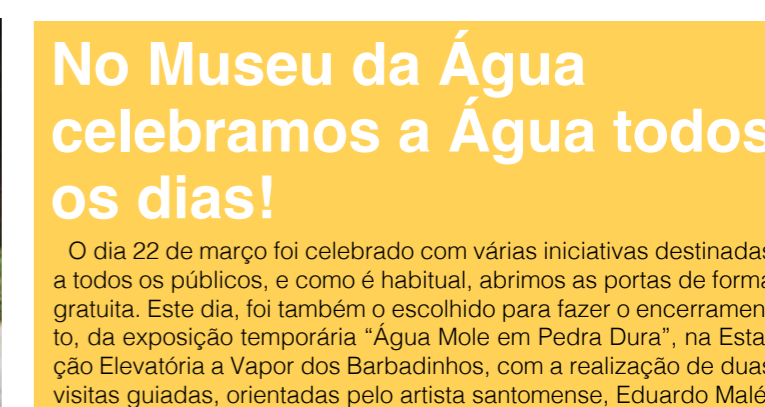 No Museu da Água
celebramos a Água todos
os dias!
O dia 22 de março foi celebrado com várias iniciativas destinadas
a todos os públicos, e como é habitual, abrimos as portas de forma
gratuita. Este dia, foi também o escolhido para fazer o encerramen
to, da exposição temporária “Água Mole em Pedra Dura”, na Esta
ção Elevatória a Vapor dos Barbadinhos, com a realização de duas
visitas guiadas, orientadas pelo artista santomense, Eduardo Malé